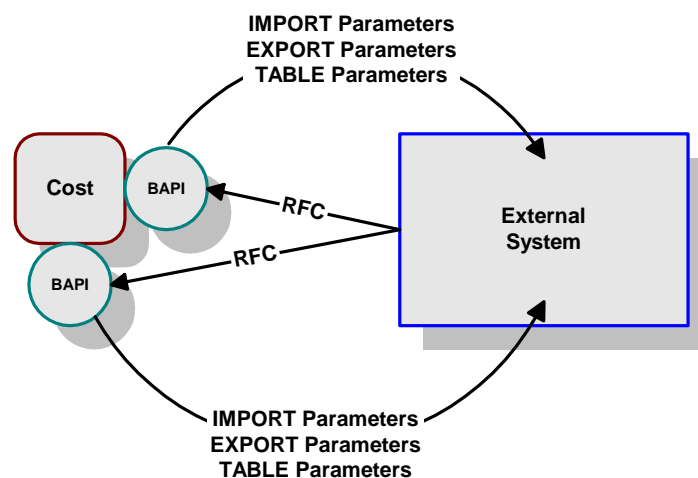 IMPORT Parameters
EXPORT Parameters
TABLE Parameters
Cost
BAPI
RFC
External
System
RFC
BAPI
IMPORT Parameters
EXPORT Parameters
TABLE Parameters